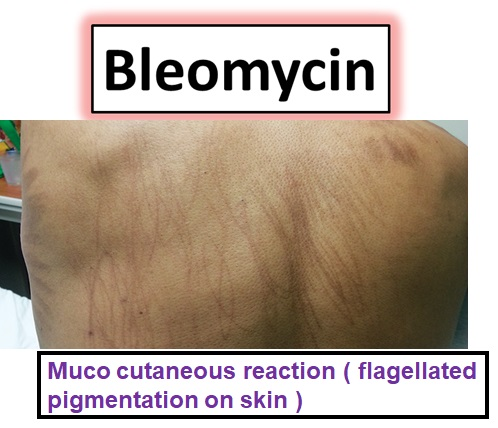 Bleomycin
Muco cutaneous reaction ( flagellated
pigmentation on skin )